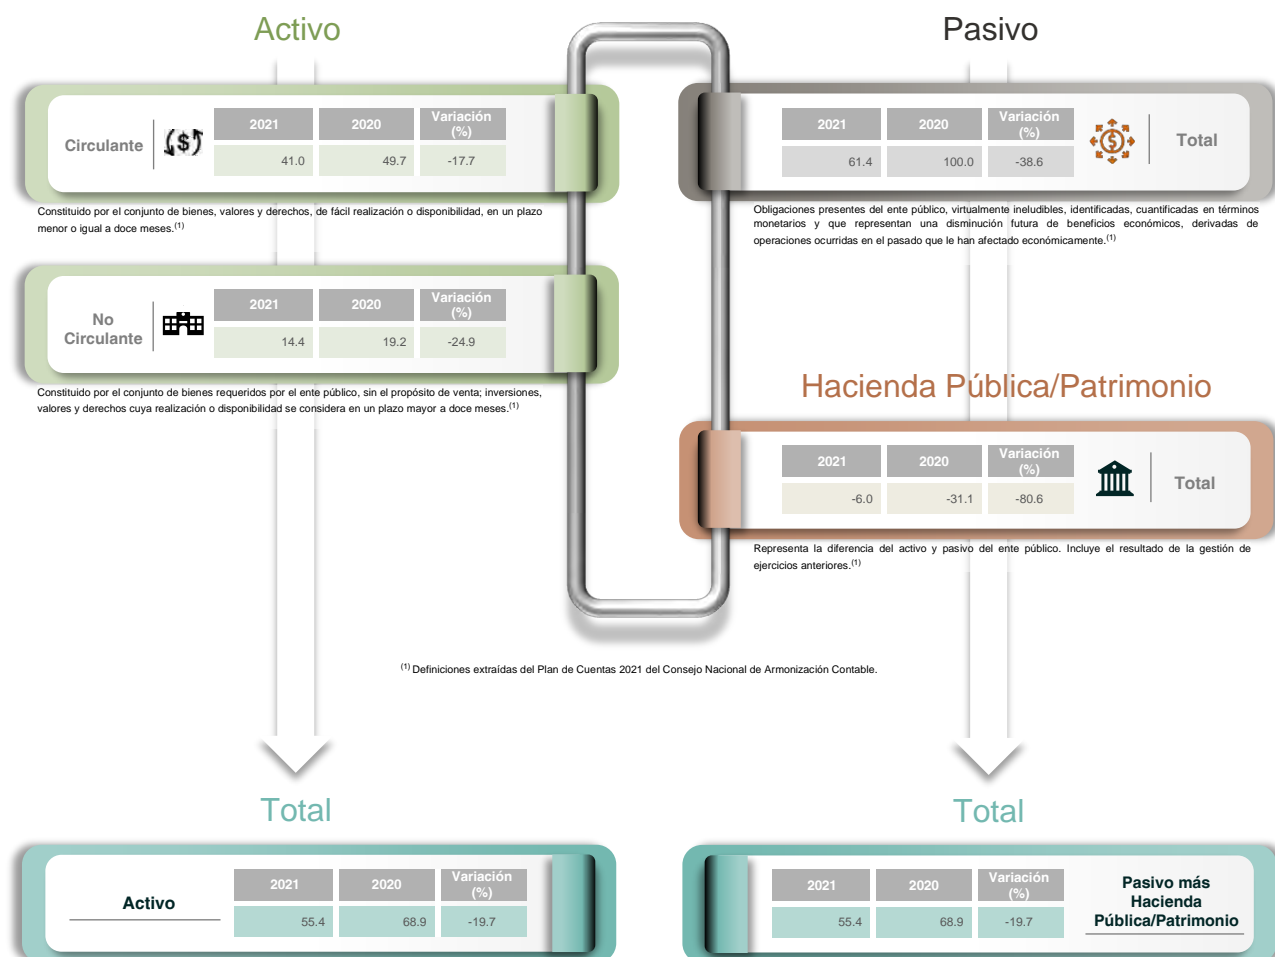 Activo
Circulante
2021 2020 Variación (%)
41.0 49.7 -17.7
Constituido por el conjunto de bienes, valores y derechos, de fácil realización o disponibilidad, en un plazo
menor o igual a doce meses.(1)
No
Circulante
2021 2020 Variación (%)
14.4 19.2 -24.9
Constituido por el conjunto de bienes requeridos por el ente público, sin el propósito de venta; inversiones,
valores y derechos cuya realización o disponibilidad se considera en un plazo mayor a doce meses.(1)
Pasivo
2021 2020 Variación (%)
61.4 100.0 -38.6
Total
Obligaciones presentes del ente público, virtualmente ineludibles, identificadas, cuantificadas en términos
monetarios y que representan una disminución futura de beneficios económicos, derivadas de
operaciones ocurridas en el pasado que le han afectado económicamente.(1)
Hacienda Pública/Patrimonio
2021 2020 Variación (%)
-6.0 -31.1 -80.6
Total
Representa la diferencia del activo y pasivo del ente público. Incluye el resultado de la gestión de
ejercicios anteriores.(1)
(1) Definiciones extraídas del Plan de Cuentas 2021 del Consejo Nacional de Armonización Contable.
Total
Activo
2021 2020 Variación (%)
55.4 68.9 -19.7
Total
2021 2020 Variación (%)
55.4 68.9 -19.7
Pasivo más
Hacienda
Pública/Patrimonio